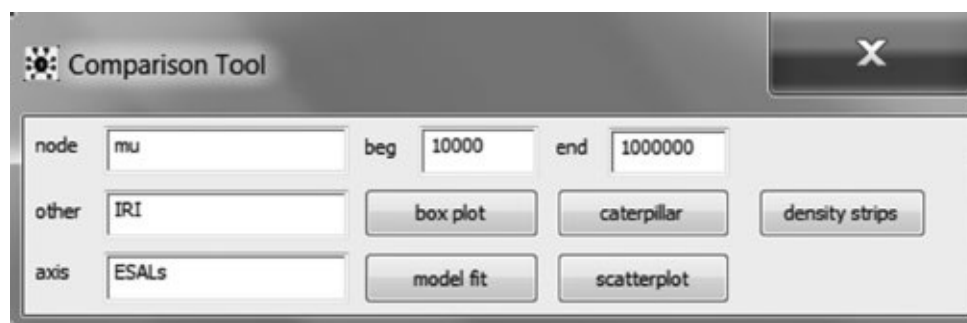 Comparison Tool
X
node mu beg 10000 end 1000000
other IRI box plot caterpillar density strips
axis ESALs model fit scatterplot